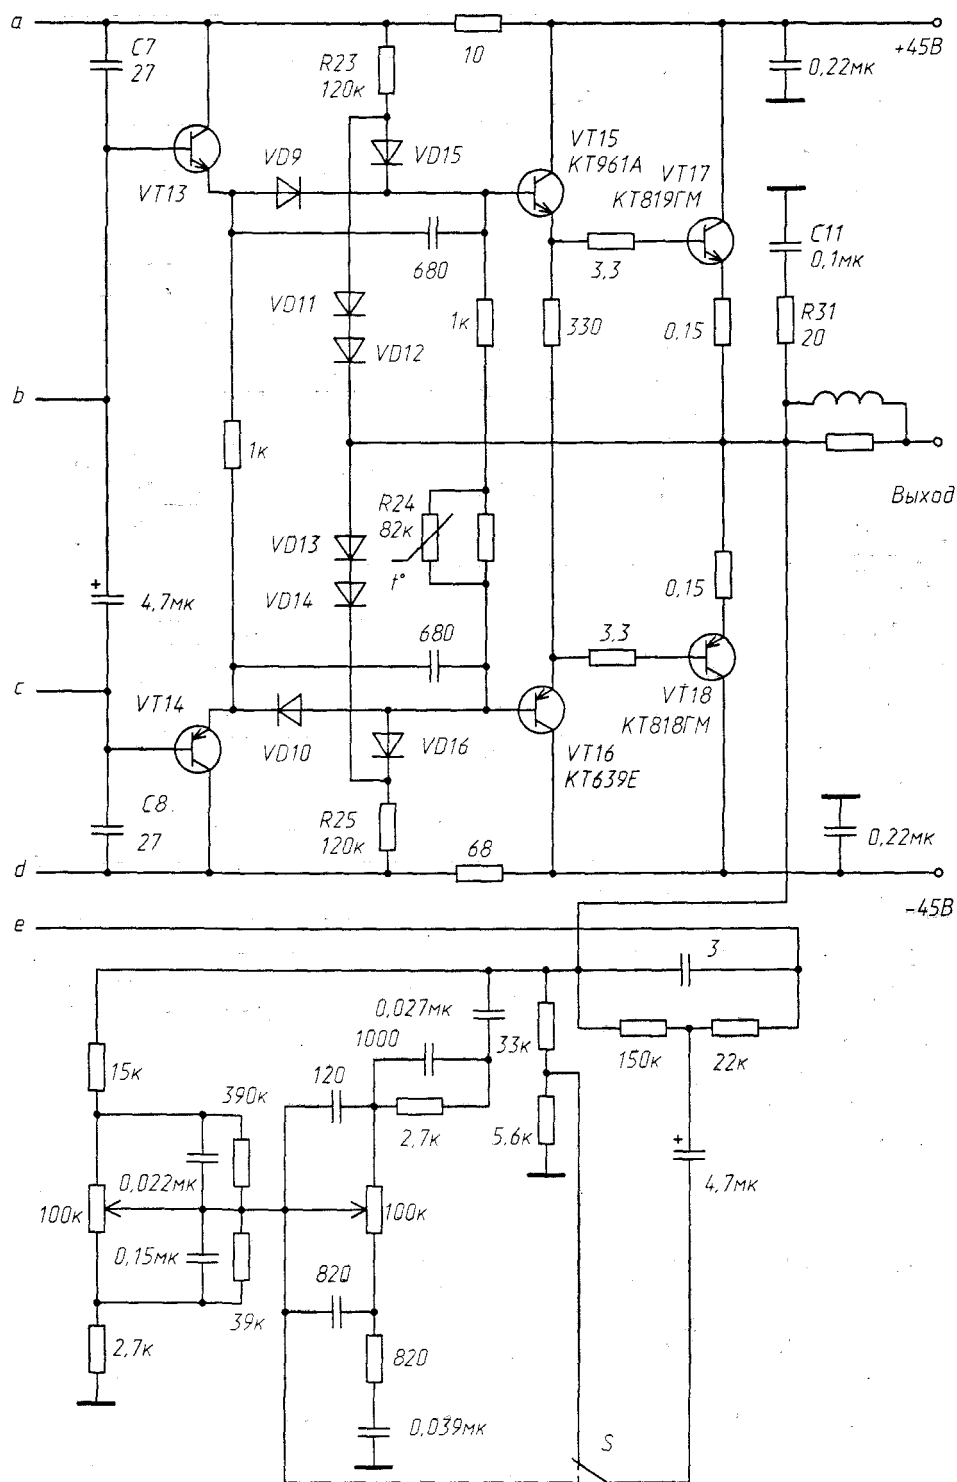 a
10
+45В
C7
27
R23
120к
0,22мк
VT13
VD9
VD15
VT15
КТ961А
VT17
КТ819ГМ
C11
0,1мк
680
3,3
VD11
VD12
1к
330
0,15
R31
20
b
1к
Выход
R24
82к
t°
VD13
VD14
+
4,7мк
0,15
680
3,3
c
VT14
VD10
VD16
VT16
КТ639Е
VT18
КТ818ГМ
C8
27
R25
120к
68
0,22мк
d
-45В
e
3
0,027мк
1000
33к
150к
22к
15к
390к
120
2,7к
5,6к
+
4,7мк
0,022мк
100к
100к
0,15мк
820
39к
2,7к
820
0,039мк
S